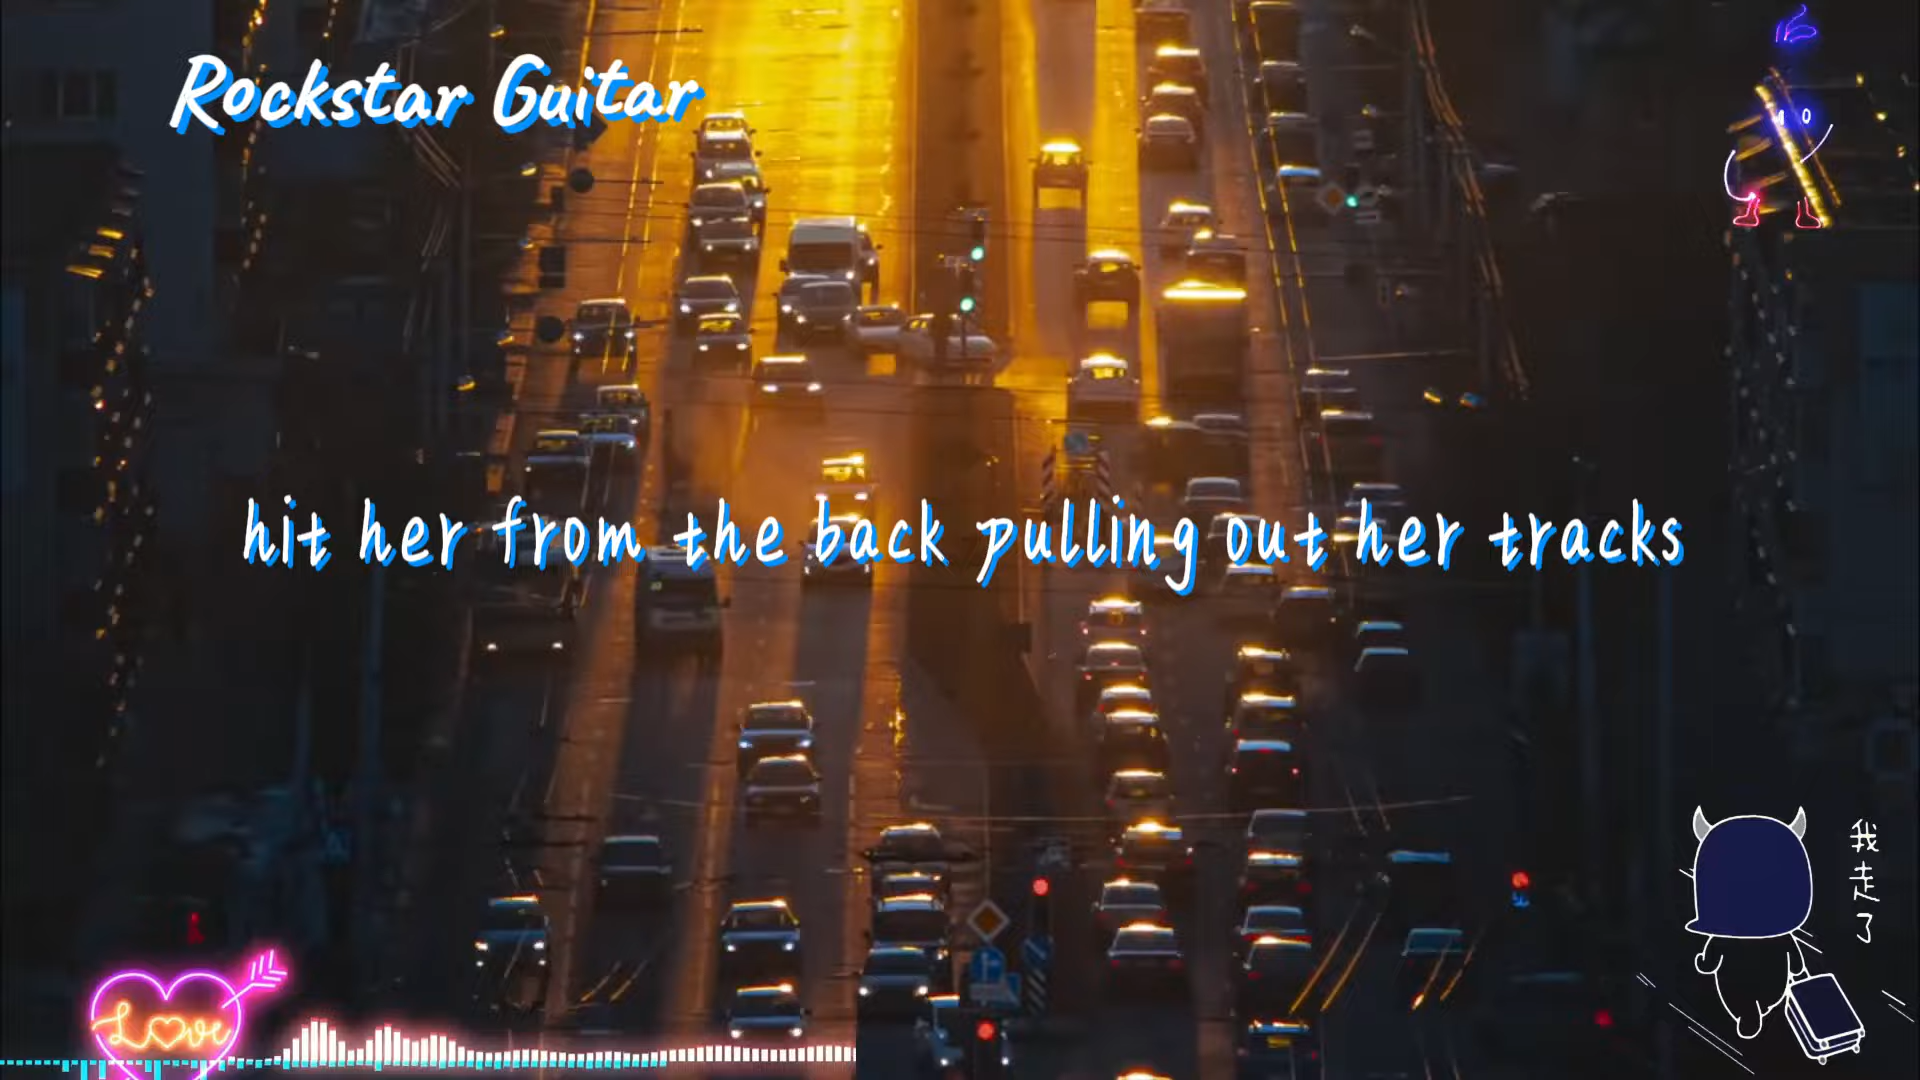 Rockstar Guitar
hit her from the back pulling out her tracks
我走了
Love